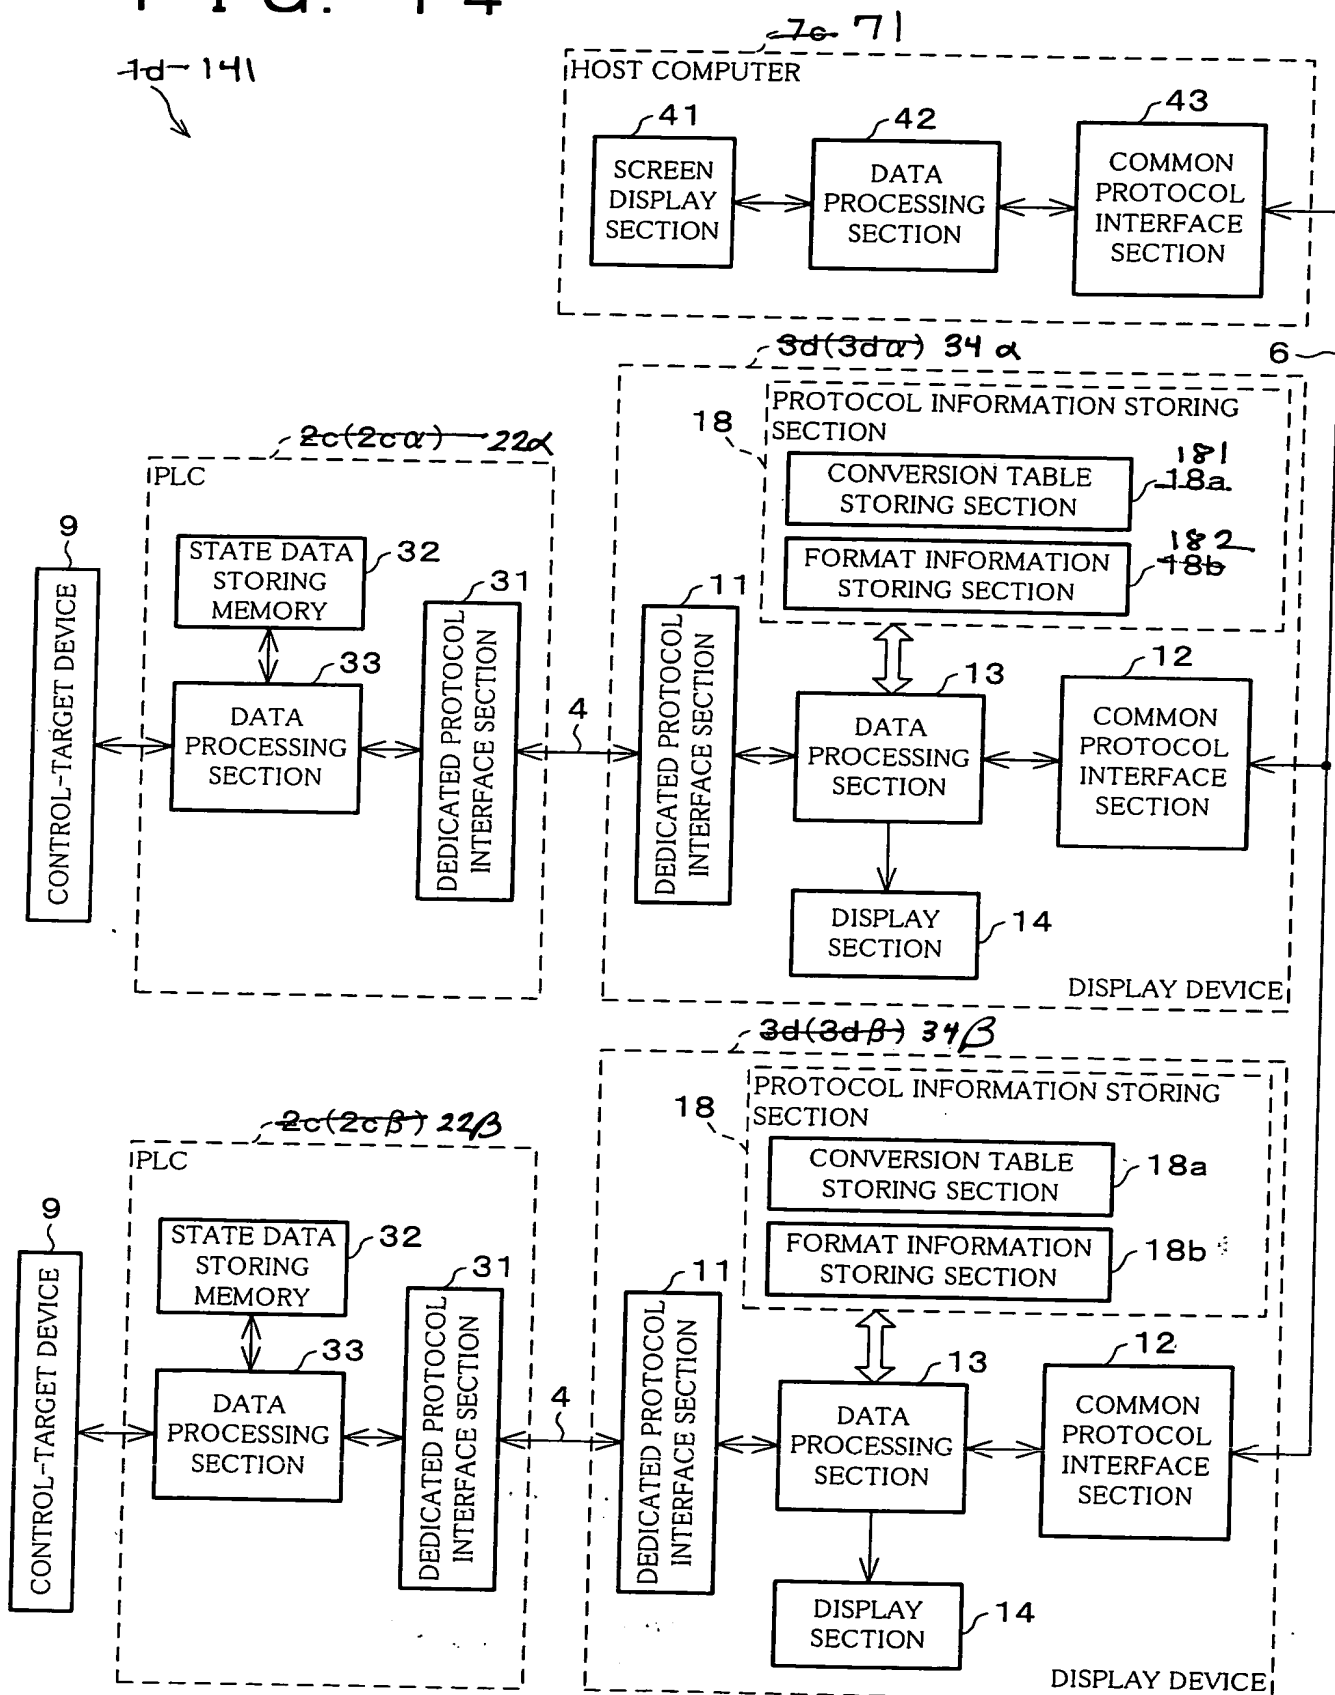 FIG. 14
1d 141
7c 71
HOST COMPUTER
41
42
43
SCREEN
DISPLAY
SECTION
DATA
PROCESSING
SECTION
COMMON
PROTOCOL
INTERFACE
SECTION
6
3d(3dα) 34α
PROTOCOL INFORMATION STORING
SECTION
18
CONVERSION TABLE
STORING SECTION
181
18a
FORMAT INFORMATION
STORING SECTION
182
18b
2c(2cα) 22α
PLC
9
CONTROL-TARGET DEVICE
STATE DATA
STORING
MEMORY
32
33
DATA
PROCESSING
SECTION
31
DEDICATED PROTOCOL
INTERFACE SECTION
4
11
DEDICATED PROTOCOL
INTERFACE SECTION
13
DATA
PROCESSING
SECTION
12
COMMON
PROTOCOL
INTERFACE
SECTION
DISPLAY
SECTION
14
DISPLAY DEVICE
3d(3dβ) 34β
PROTOCOL INFORMATION STORING
SECTION
18
CONVERSION TABLE
STORING SECTION
18a
FORMAT INFORMATION
STORING SECTION
18b
2c(2cβ) 22β
PLC
9
CONTROL-TARGET DEVICE
STATE DATA
STORING
MEMORY
32
33
DATA
PROCESSING
SECTION
31
DEDICATED PROTOCOL
INTERFACE SECTION
4
11
DEDICATED PROTOCOL
INTERFACE SECTION
13
DATA
PROCESSING
SECTION
12
COMMON
PROTOCOL
INTERFACE
SECTION
DISPLAY
SECTION
14
DISPLAY DEVICE